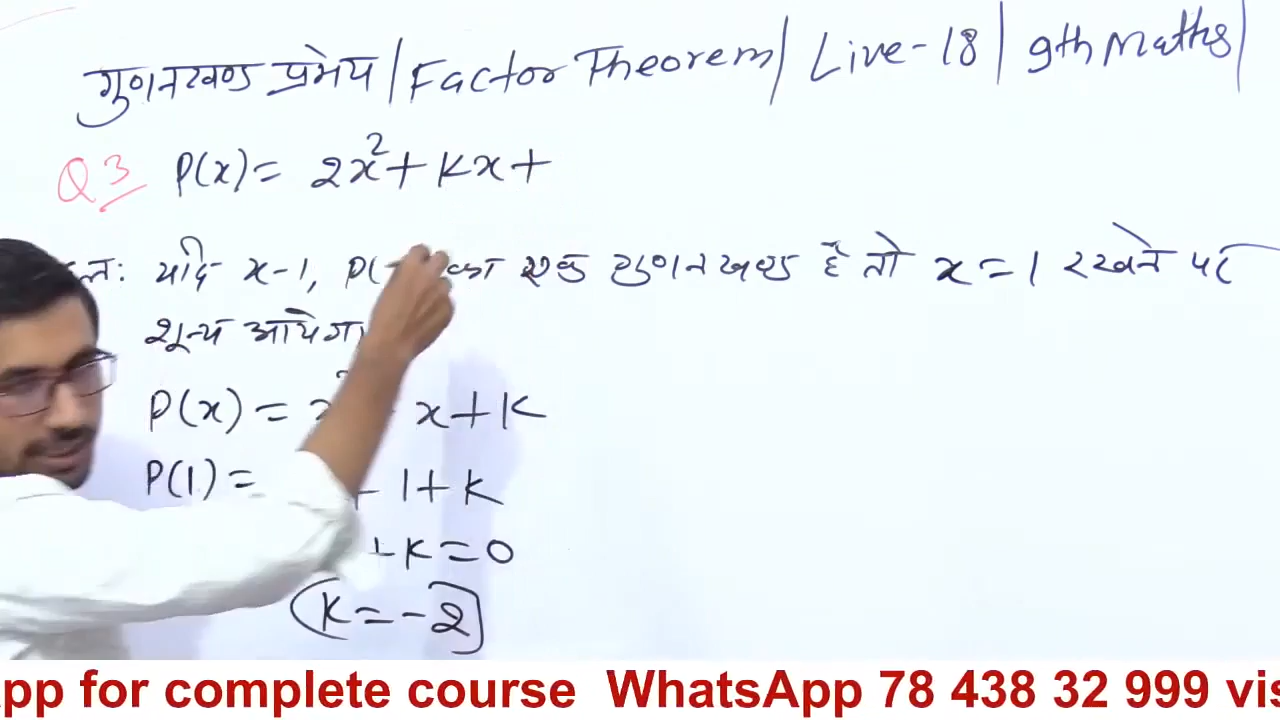 गुणनखण्ड प्रमेय / Factor Theorem / Live-18 | 9th Maths |
Q 3 P(x) = 2x² + Kx +
यदि x-1, P( का एक गुणनखण्ड है तो x = 1 रखने पर
शून्य आयेगा
P(x) = x + K
P(1) = 1 + K
+ K = 0
K = -2
pp for complete course WhatsApp 78 438 32 999 vis